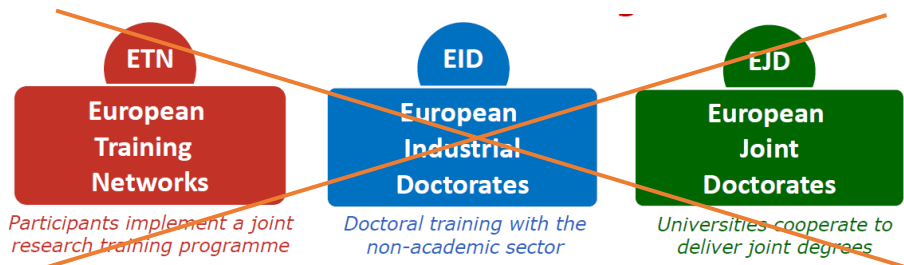 ETN
European
Training
Networks
Participants implement a joint
research training programme
EID
European
Industrial
Doctorates
Doctoral training with the
non-academic sector
EJD
European
Joint
Doctorates
Universities cooperate to
deliver joint degrees